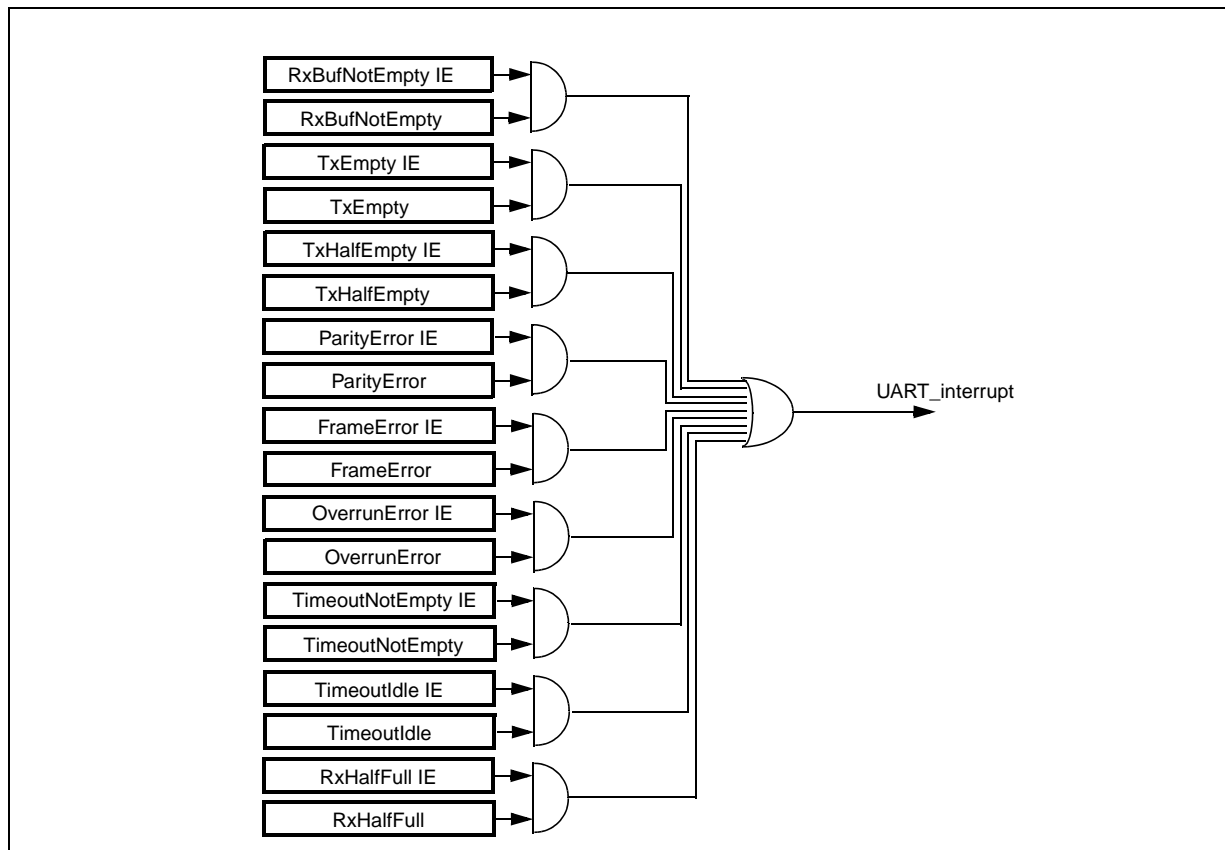 RxBufNotEmpty IE
RxBufNotEmpty
TxEmpty IE
TxEmpty
TxHalfEmpty IE
TxHalfEmpty
ParityError IE
ParityError
UART_interrupt
FrameError IE
FrameError
OverrunError IE
OverrunError
TimeoutNotEmpty IE
TimeoutNotEmpty
TimeoutIdle IE
TimeoutIdle
RxHalfFull IE
RxHalfFull